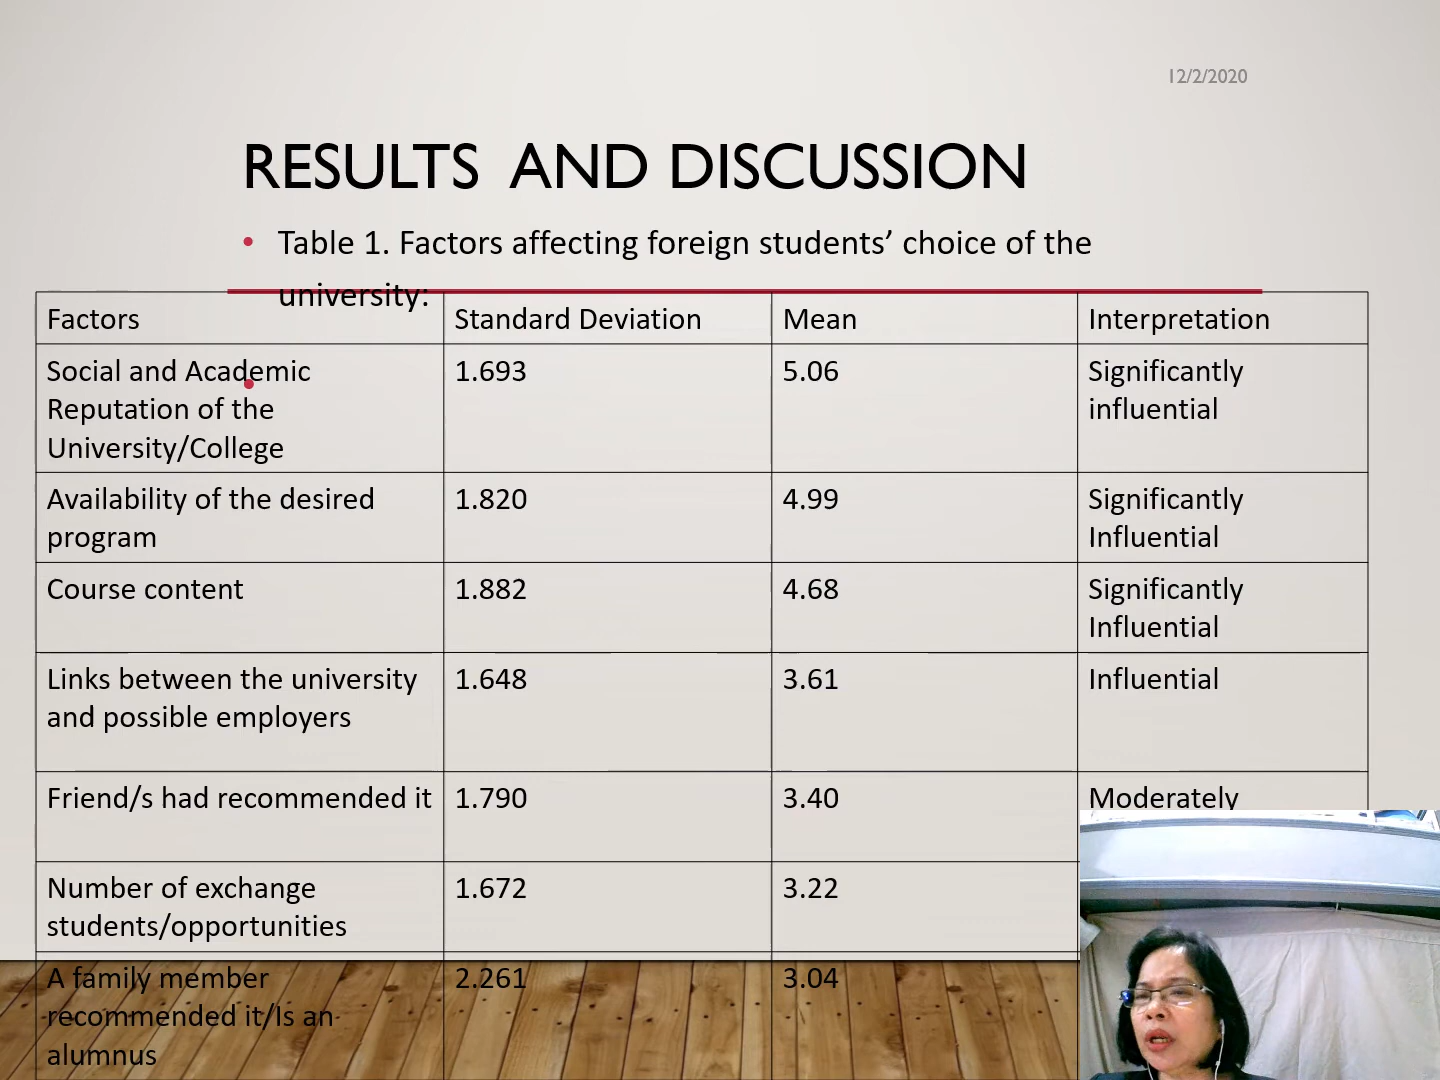 12/2/2020
RESULTS AND DISCUSSION
• Table 1. Factors affecting foreign students’ choice of the
university:
Factors Standard Deviation Mean Interpretation
Social and Academic 1.693 5.06 Significantly
Reputation of the influential
University/College
Availability of the desired 1.820 4.99 Significantly
program Influential
Course content 1.882 4.68 Significantly
Influential
Links between the university 1.648 3.61 Influential
and possible employers
Friend/s had recommended it 1.790 3.40 Moderately
Number of exchange 1.672 3.22
students/opportunities
A family member 2.261 3.04
recommended it/Is an
alumnus